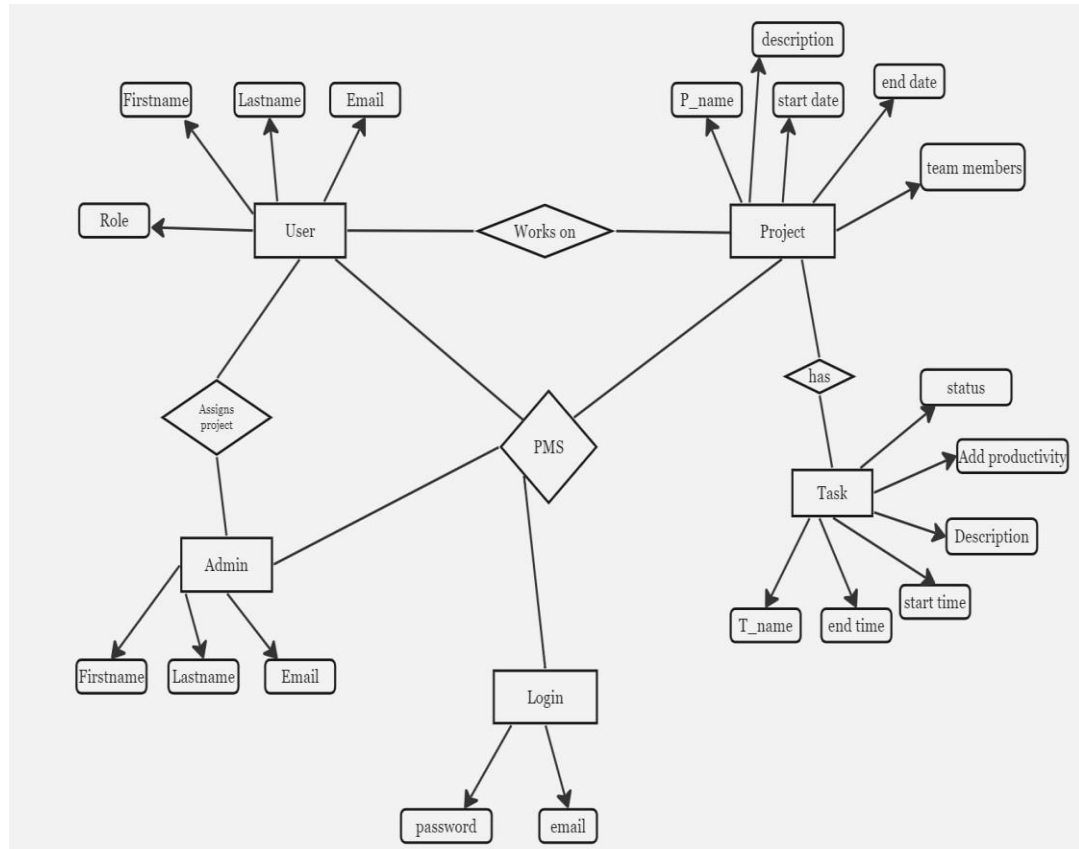 description
end date
Firstname
Lastname
Email
P_name
start date
team members
Role
User
Works on
Project
has
status
Assigns
project
PMS
Add productivity
Task
Description
Admin
start time
T_name
end time
Firstname
Lastname
Email
Login
password
email